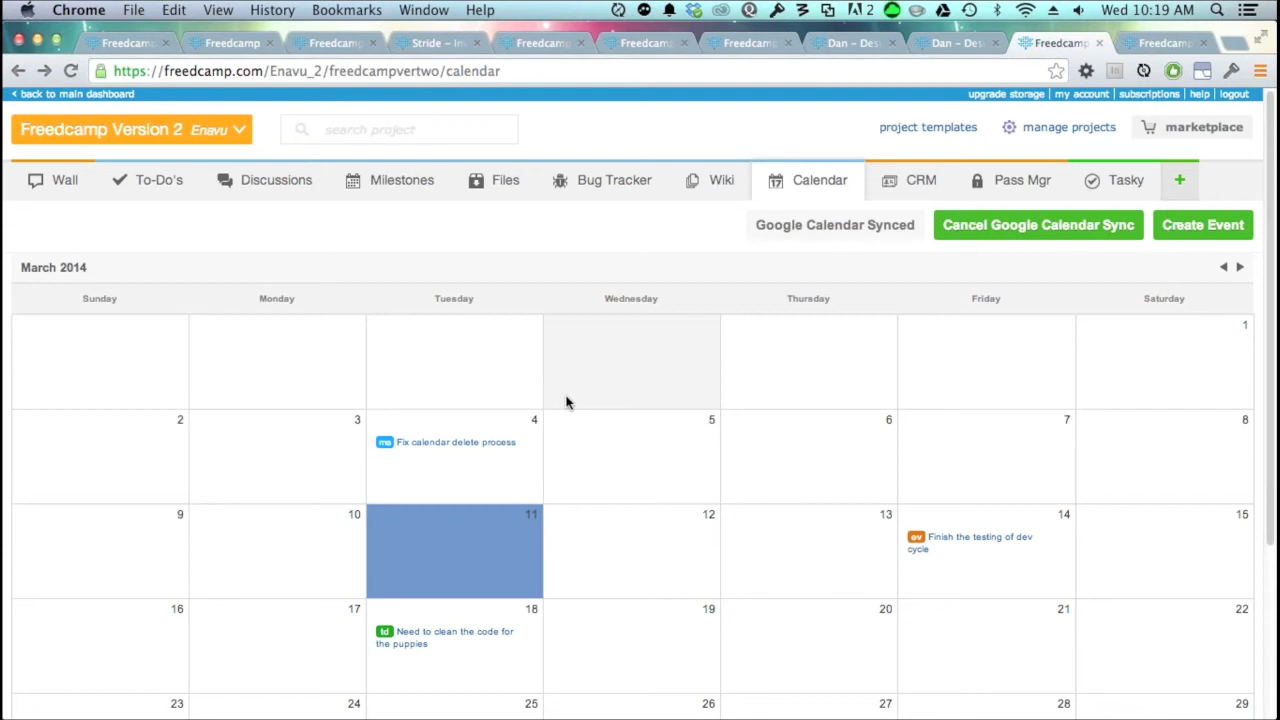 Chrome File Edit View History Bookmarks Window Help 2 Wed 10:19 AM
Freedcamp Freedcamp Freedcamp Stride – In Freedcamp Freedcamp Freedcamp Dan – Des Dan – Des Freedcamp Freedcamp
https://freedcamp.com/Enavu_2/freedcampvertwo/calendar
< back to main dashboard upgrade storage | my account | subscriptions | help | logout
Freedcamp Version 2 Enavu search project project templates manage projects marketplace
Wall To-Do's Discussions Milestones Files Bug Tracker Wiki 17 Calendar CRM Pass Mgr Tasky +
Google Calendar Synced Cancel Google Calendar Sync Create Event
March 2014
Sunday Monday Tuesday Wednesday Thursday Friday Saturday
1
2 3 4 5 6 7 8
ms Fix calendar delete process
9 10 11 12 13 14 15
ev Finish the testing of dev
cycle
16 17 18 19 20 21 22
td Need to clean the code for
the puppies
23 24 25 26 27 28 29